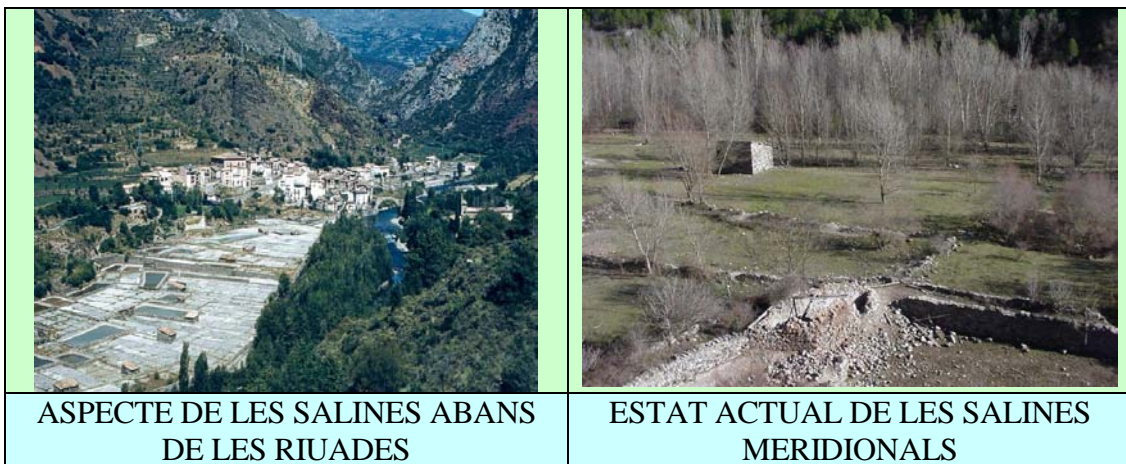 ASPECTE DE LES SALINES ABANS
DE LES RIUADES
ESTAT ACTUAL DE LES SALINES
MERIDIONALS